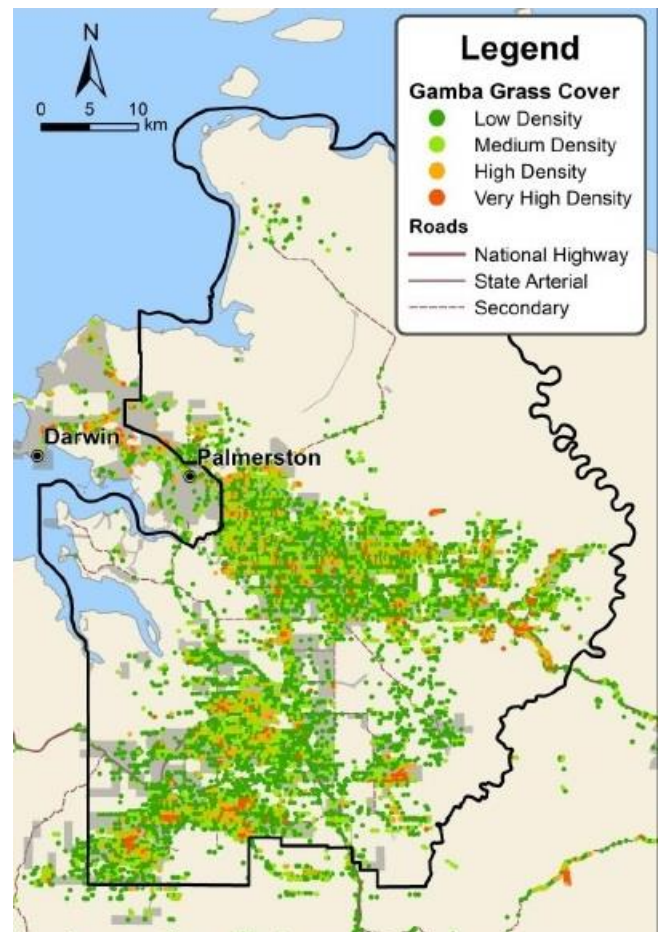 N
0 5 10
km
Legend
Gamba Grass Cover
Low Density
Medium Density
High Density
Very High Density
Roads
National Highway
State Arterial
Secondary
Darwin
Palmerston